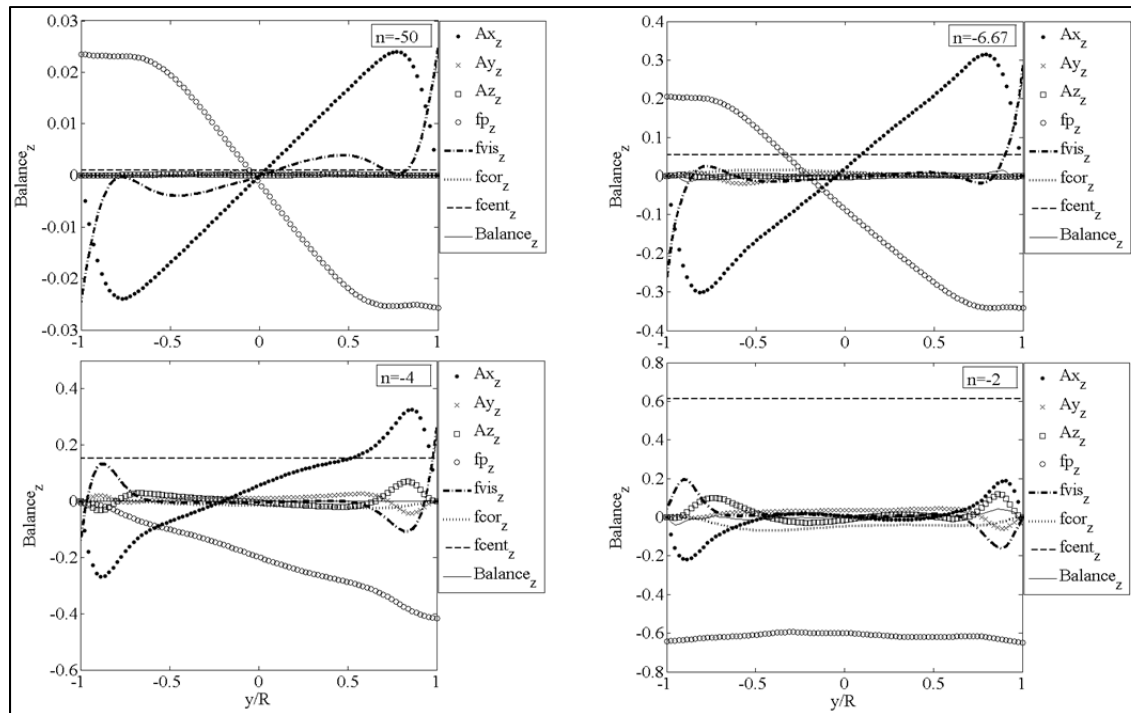 n=-50
0.03
0.02
0.01
0
-0.01
-0.02
-0.03
Balance_z
-1 -0.5 0 0.5 1
Ax_z
Ay_z
Az_z
fp_z
fvis_z
fcor_z
fcent_z
Balance_z
n=-6.67
0.4
0.3
0.2
0.1
0
-0.1
-0.2
-0.3
-0.4
Balance_z
-1 -0.5 0 0.5 1
Ax_z
Ay_z
Az_z
fp_z
fvis_z
fcor_z
fcent_z
Balance_z
n=-4
0.4
0.2
0
-0.2
-0.4
-0.6
Balance_z
-1 -0.5 0 0.5 1
y/R
Ax_z
Ay_z
Az_z
fp_z
fvis_z
fcor_z
fcent_z
Balance_z
n=-2
0.8
0.6
0.4
0.2
0
-0.2
-0.4
-0.6
-0.8
Balance_z
-1 -0.5 0 0.5 1
y/R
Ax_z
Ay_z
Az_z
fp_z
fvis_z
fcor_z
fcent_z
Balance_z